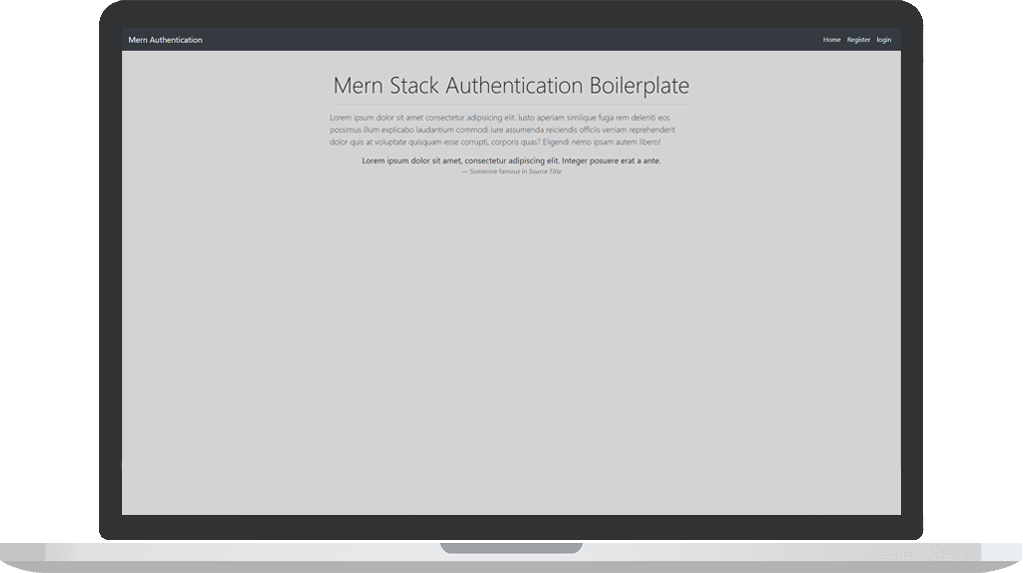 Mern Authentication Home Register login
Mern Stack Authentication Boilerplate
Lorem ipsum dolor sit amet consectetur adipisicing elit. Iusto aperiam similique fuga rem deleniti eos
possimus illum explicabo laudantium commodi iure assumenda reiciendis officiis veniam reprehenderit
dolor quis at voluptate quisquam esse corrupti, corporis quas? Eligendi nemo ipsam autem libero!
Lorem ipsum dolor sit amet, consectetur adipiscing elit. Integer posuere erat a ante.
— Someone famous in Source Title